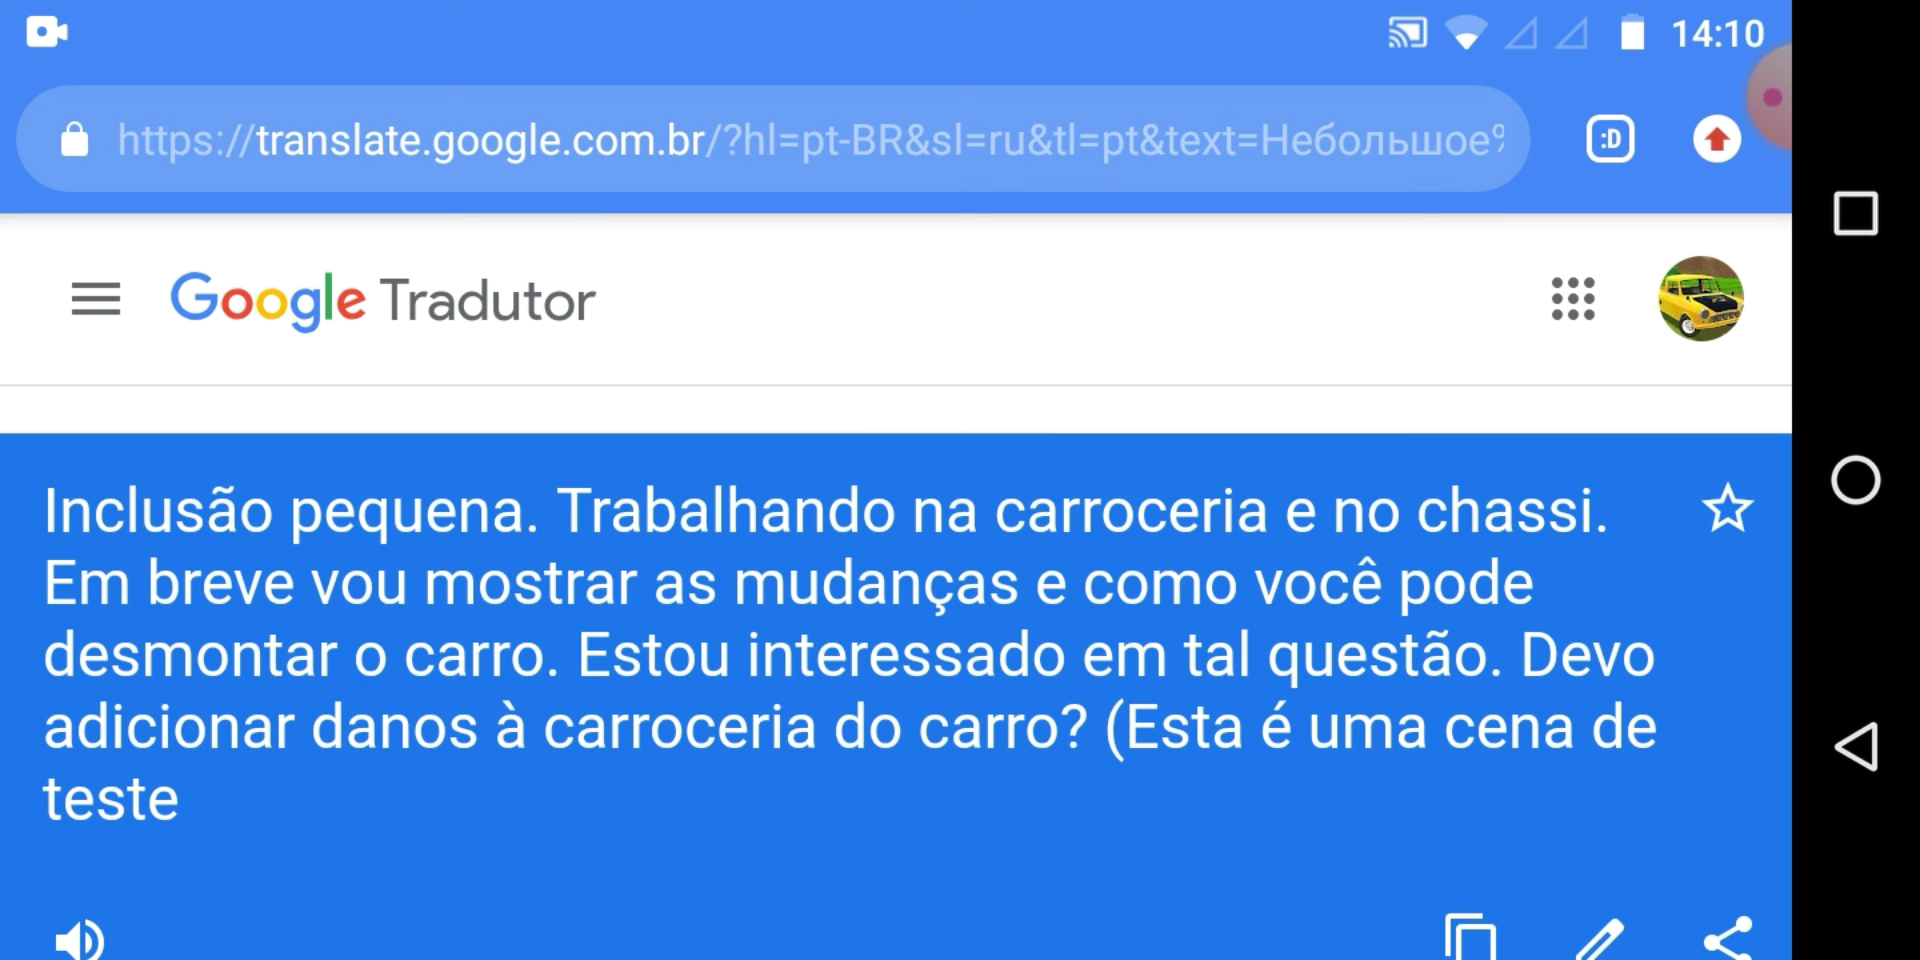 14:10
https://translate.google.com.br/?hl=pt-BR&sl=ru&tl=pt&text=Небольшое%
:D
Google Tradutor
Inclusão pequena. Trabalhando na carroceria e no chassi.
Em breve vou mostrar as mudanças e como você pode
desmontar o carro. Estou interessado em tal questão. Devo
adicionar danos à carroceria do carro? (Esta é uma cena de
teste